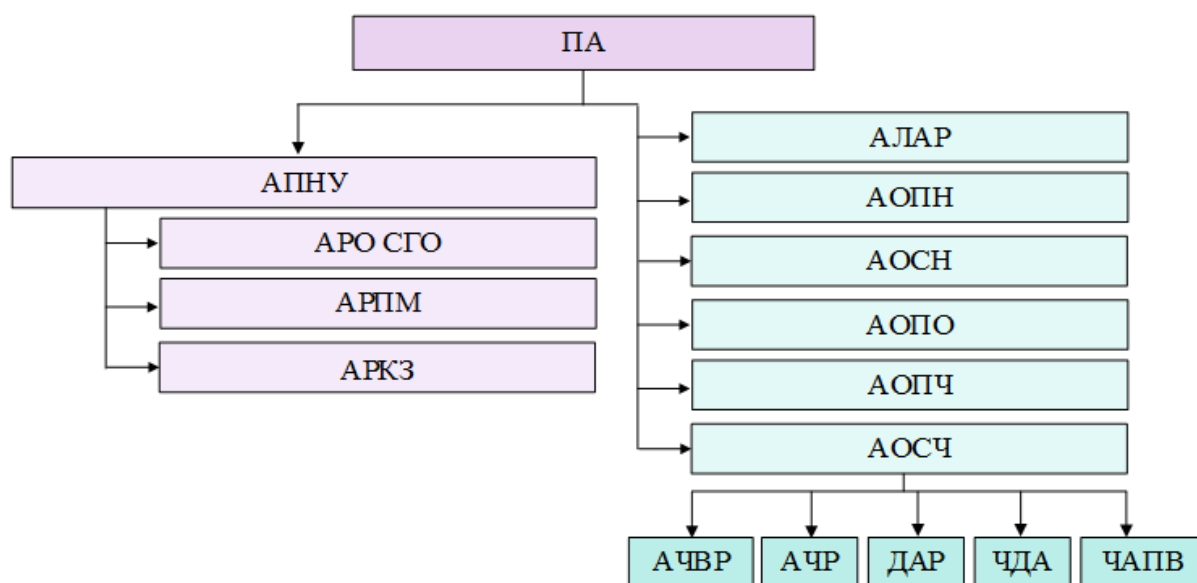 ПА
АПНУ
АРО СГО
АРПМ
АРКЗ
АЛАР
АОПН
АОСН
АОПО
АОПЧ
АОСЧ
АЧВР
АЧР
ДАР
ЧДА
ЧАПВ